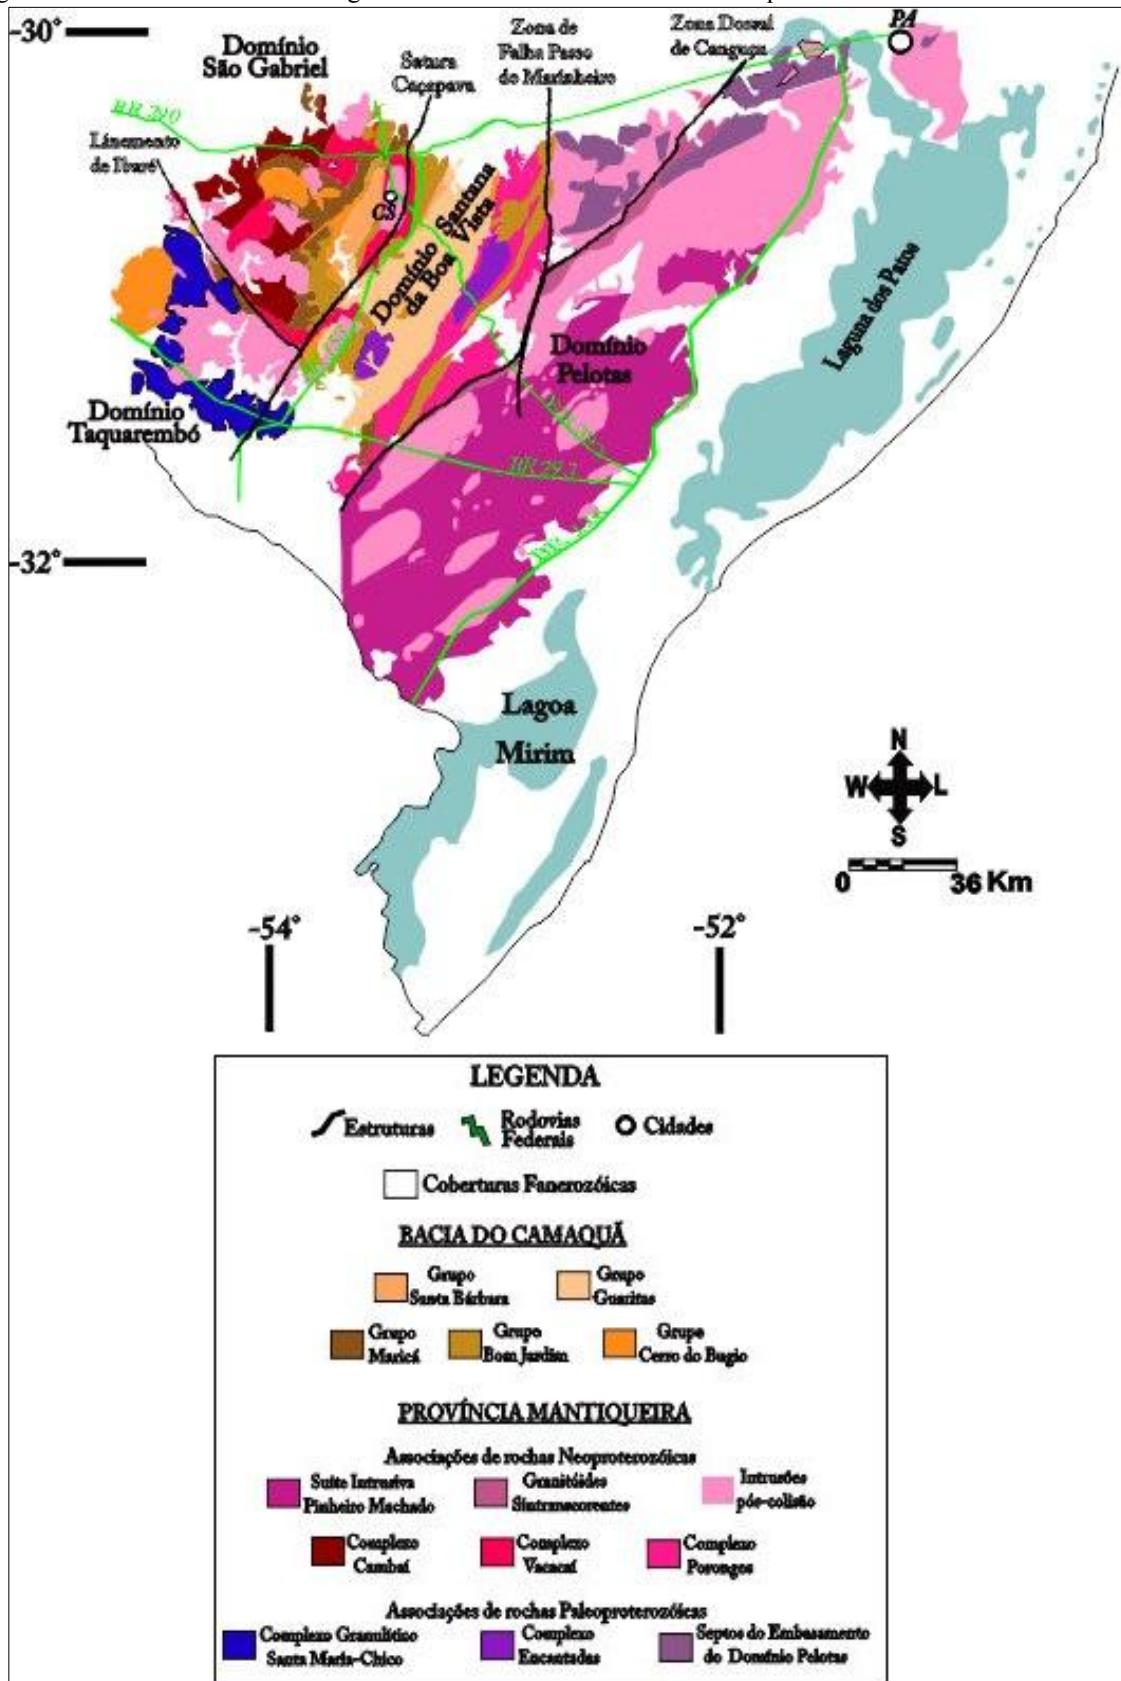 -30°
Domínio
São Gabriel
Sutura
Caçapava
Zona de
Falha Passo
do Marinheiro
Zona Dorsal
de Canguçu
PA
BR 290
Lineamento
de Ibaré
CS
Domínio
da Boa
Santana
Vista
Laguna dos Patos
Domínio
Pelotas
Domínio
Taquarembó
BR 293
-32°
Lagoa
Mirim
N
W L
S
0 36 Km
-54°
-52°
LEGENDA
Estruturas
Rodovias
Federais
Cidades
Coberturas Fanerozóicas
BACIA DO CAMAQUÃ
Grupo
Santa Bárbara
Grupo
Guaritas
Grupo
Maricá
Grupo
Bom Jardim
Grupo
Cerro do Bugio
PROVÍNCIA MANTIQUEIRA
Associações de rochas Neoproterozóicas
Suíte Intrusiva
Pinheiro Machado
Granitóides
Sintranscorentes
Intrusões
pós-colisão
Complexo
Cambaí
Complexo
Vacacaí
Complexo
Porongos
Associações de rochas Paleoproterozóicas
Complexo Granulítico
Santa Maria-Chico
Complexo
Encantadas
Septos do Embasamento
do Domínio Pelotas